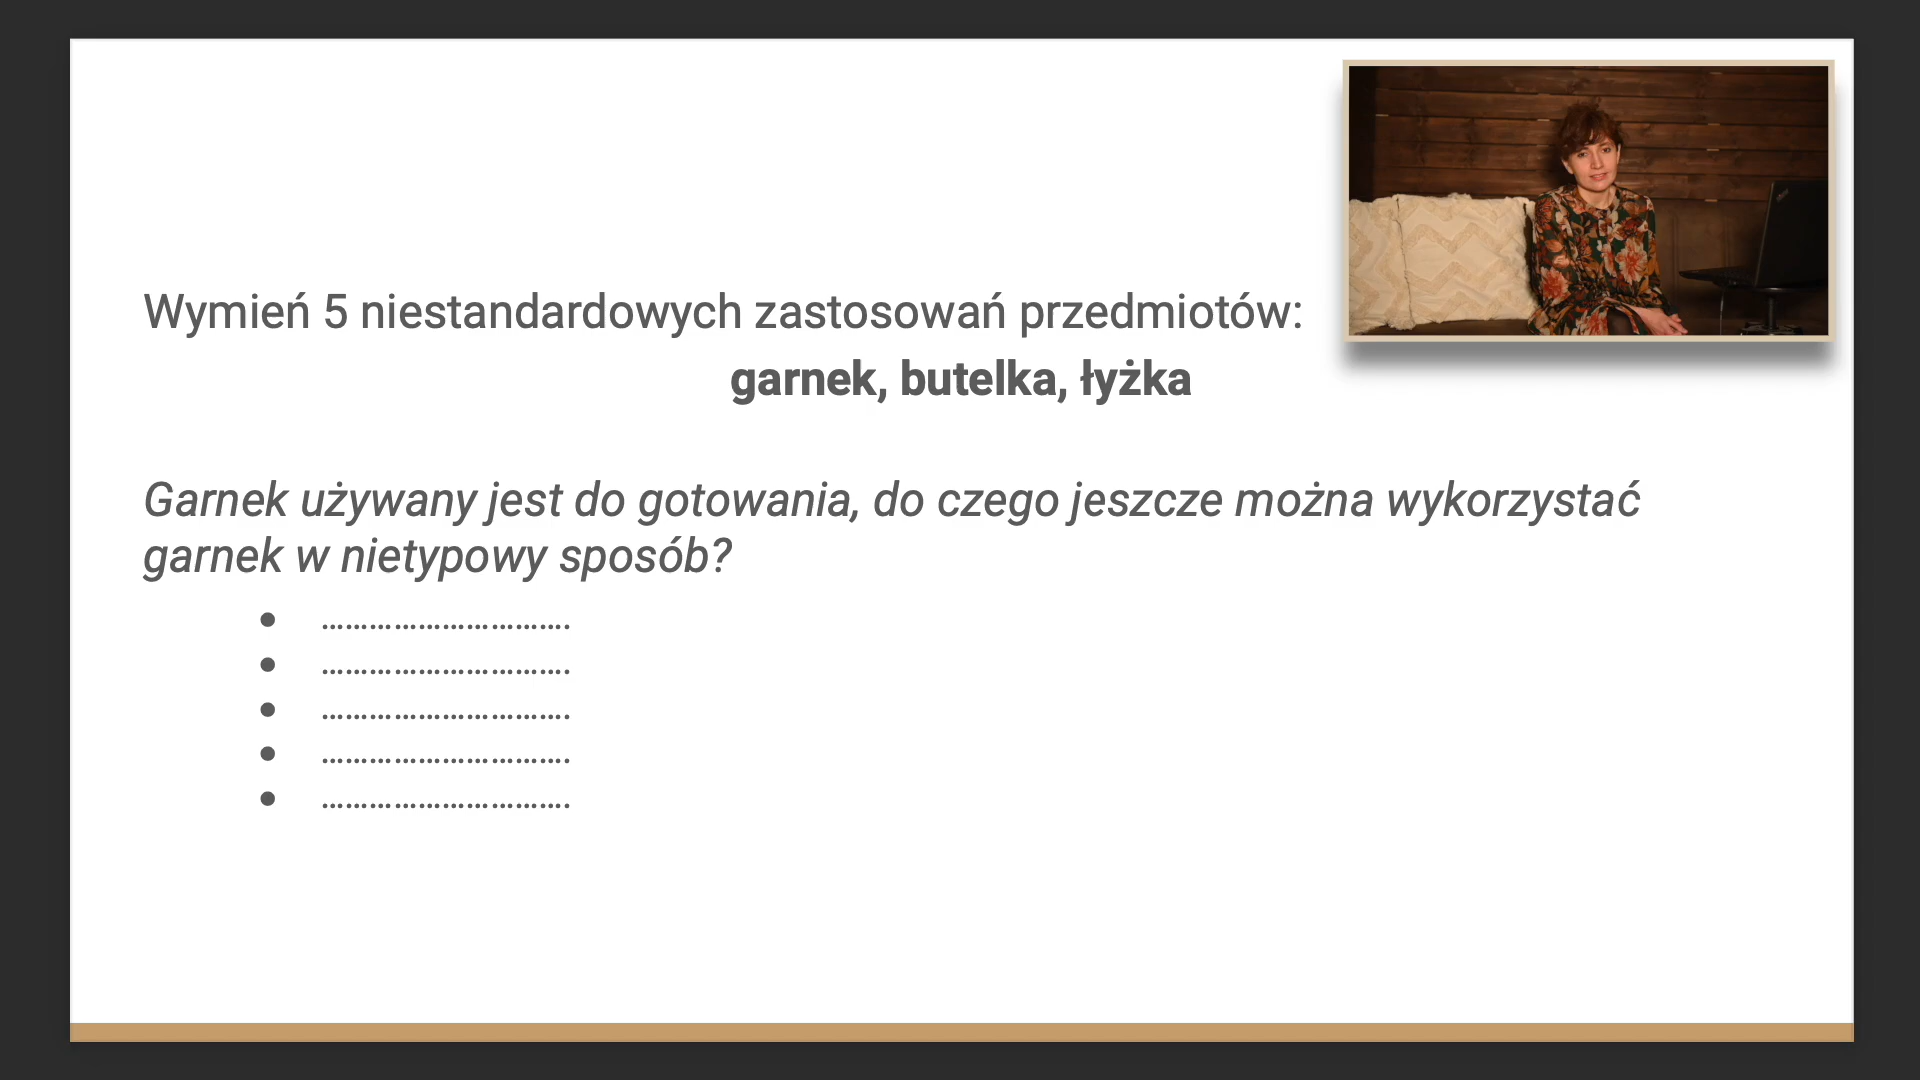 Wymień 5 niestandardowych zastosowań przedmiotów:
garnek, butelka, łyżka
Garnek używany jest do gotowania, do czego jeszcze można wykorzystać
garnek w nietypowy sposób?
● ……………………….
● ……………………….
● ……………………….
● ……………………….
● ……………………….